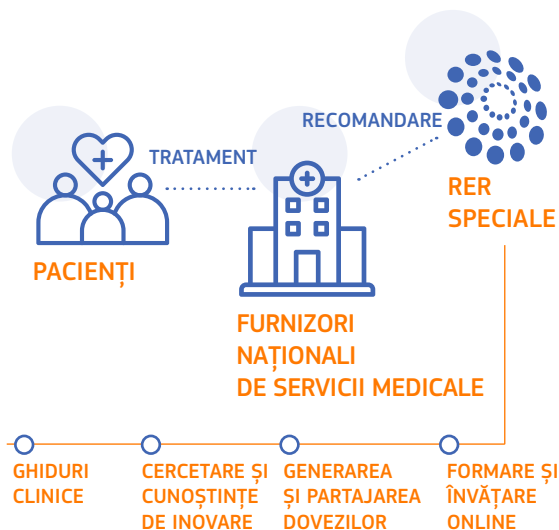 RECOMANDARE
TRATAMENT
RER
SPECIALE
PACIENȚI
FURNIZORI
NAȚIONALI
DE SERVICII MEDICALE
GHIDURI
CLINICE
CERCETARE ȘI
CUNOȘTINȚE
DE INOVARE
GENERAREA
ȘI PARTAJAREA
DOVEZILOR
FORMARE ȘI
ÎNVĂȚARE
ONLINE